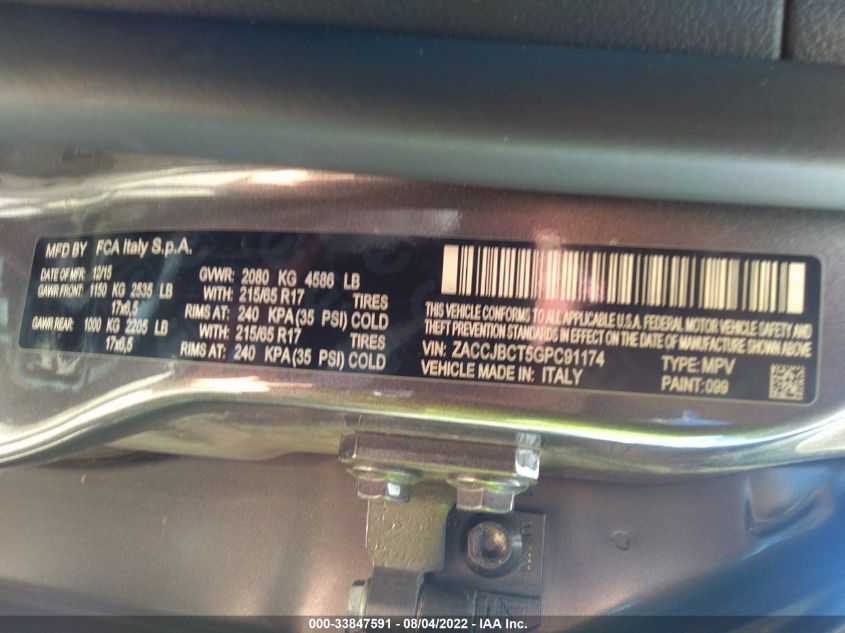 MFD BY FCA Italy S.p.A.
DATE OF MFR: 12/15 GVWR: 2080 KG 4586 LB
GAWR FRONT: 1150 KG 2535 LB WITH: 215/65 R17 TIRES
17x6,5 RIMS AT: 240 KPA(35 PSI) COLD
GAWR REAR: 1000 KG 2205 LB WITH: 215/65 R17 TIRES
17x6,5 RIMS AT: 240 KPA(35 PSI) COLD
THIS VEHICLE CONFORMS TO ALL APPLICABLE U.S.A. FEDERAL MOTOR VEHICLE SAFETY AND
THEFT PREVENTION STANDARDS IN EFFECT ON THE DATE OF MANUFACTURE SHOWN ABOVE.
VIN: ZACCJBCT5GPC91174 TYPE: MPV
VEHICLE MADE IN: ITALY PAINT: 099
000-33847591 - 08/04/2022 - IAAI.com